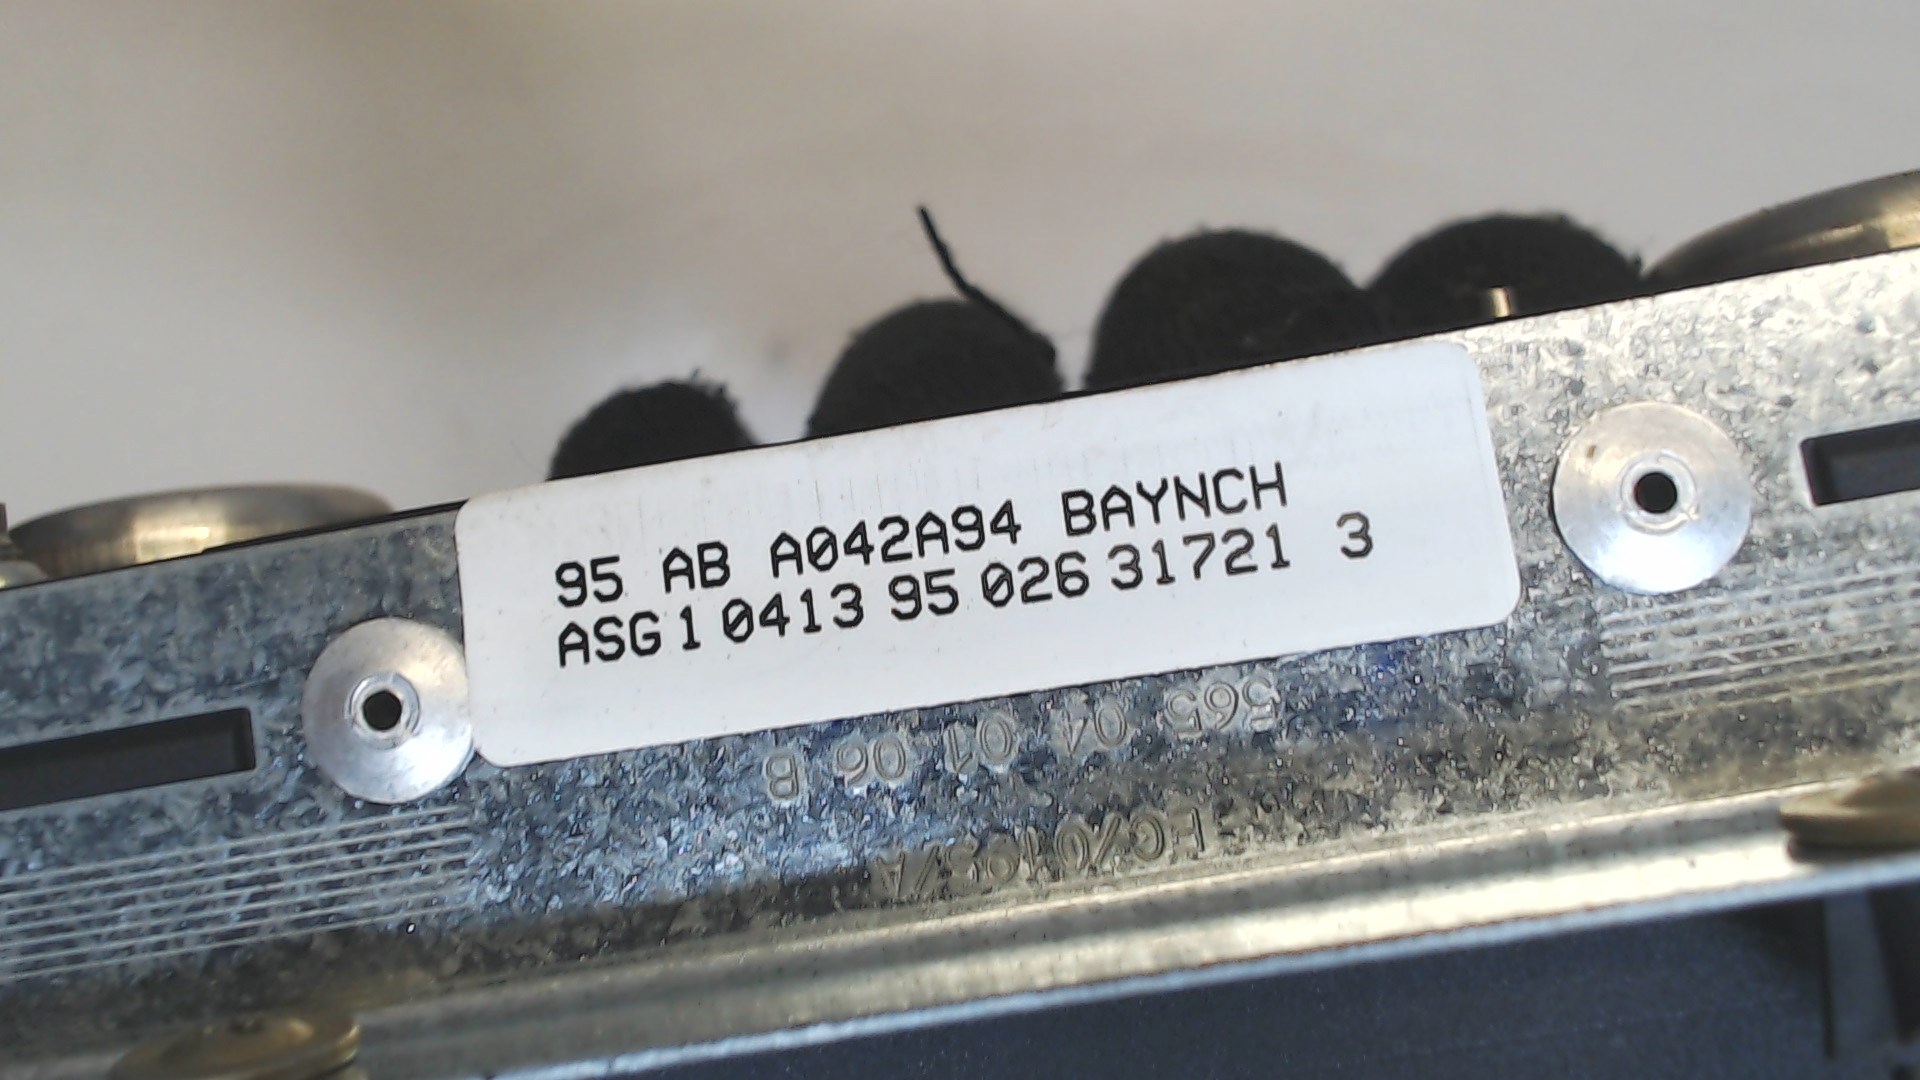 95 AB A042A94 BAYNCH
ASG 1 0413 95 026 31721 3
565 04 01 06 B